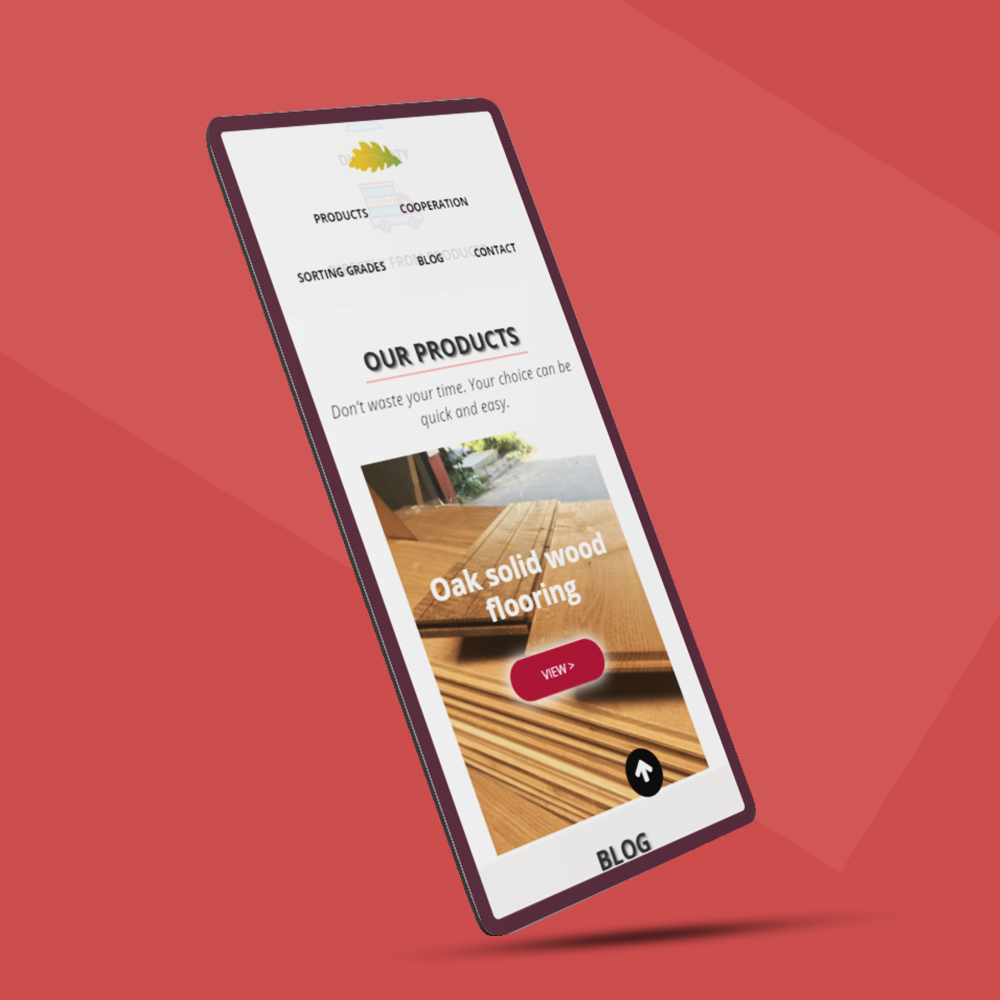 PRODUCTS COOPERATION
SORTING GRADES BLOG CONTACT
OUR PRODUCTS
Don't waste your time. Your choice can be
quick and easy.
Oak solid wood
flooring
VIEW >
BLOG